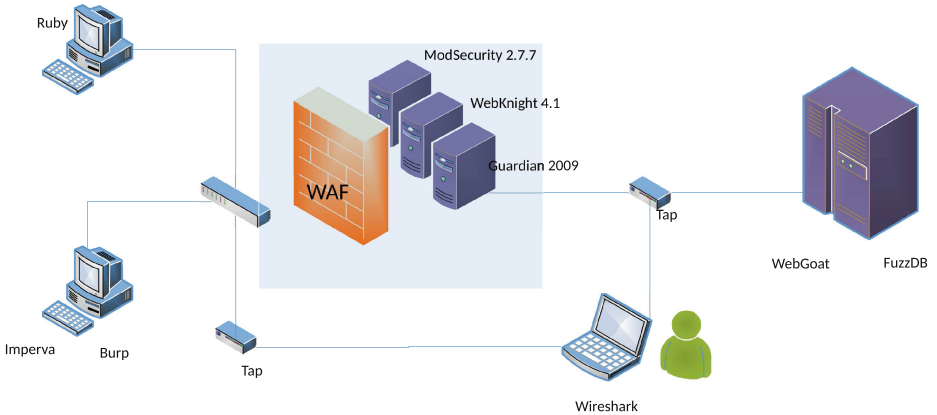 Ruby
ModSecurity 2.7.7
WebKnight 4.1
Guardian 2009
WAF
Tap
WebGoat
FuzzDB
Imperva
Burp
Tap
Wireshark